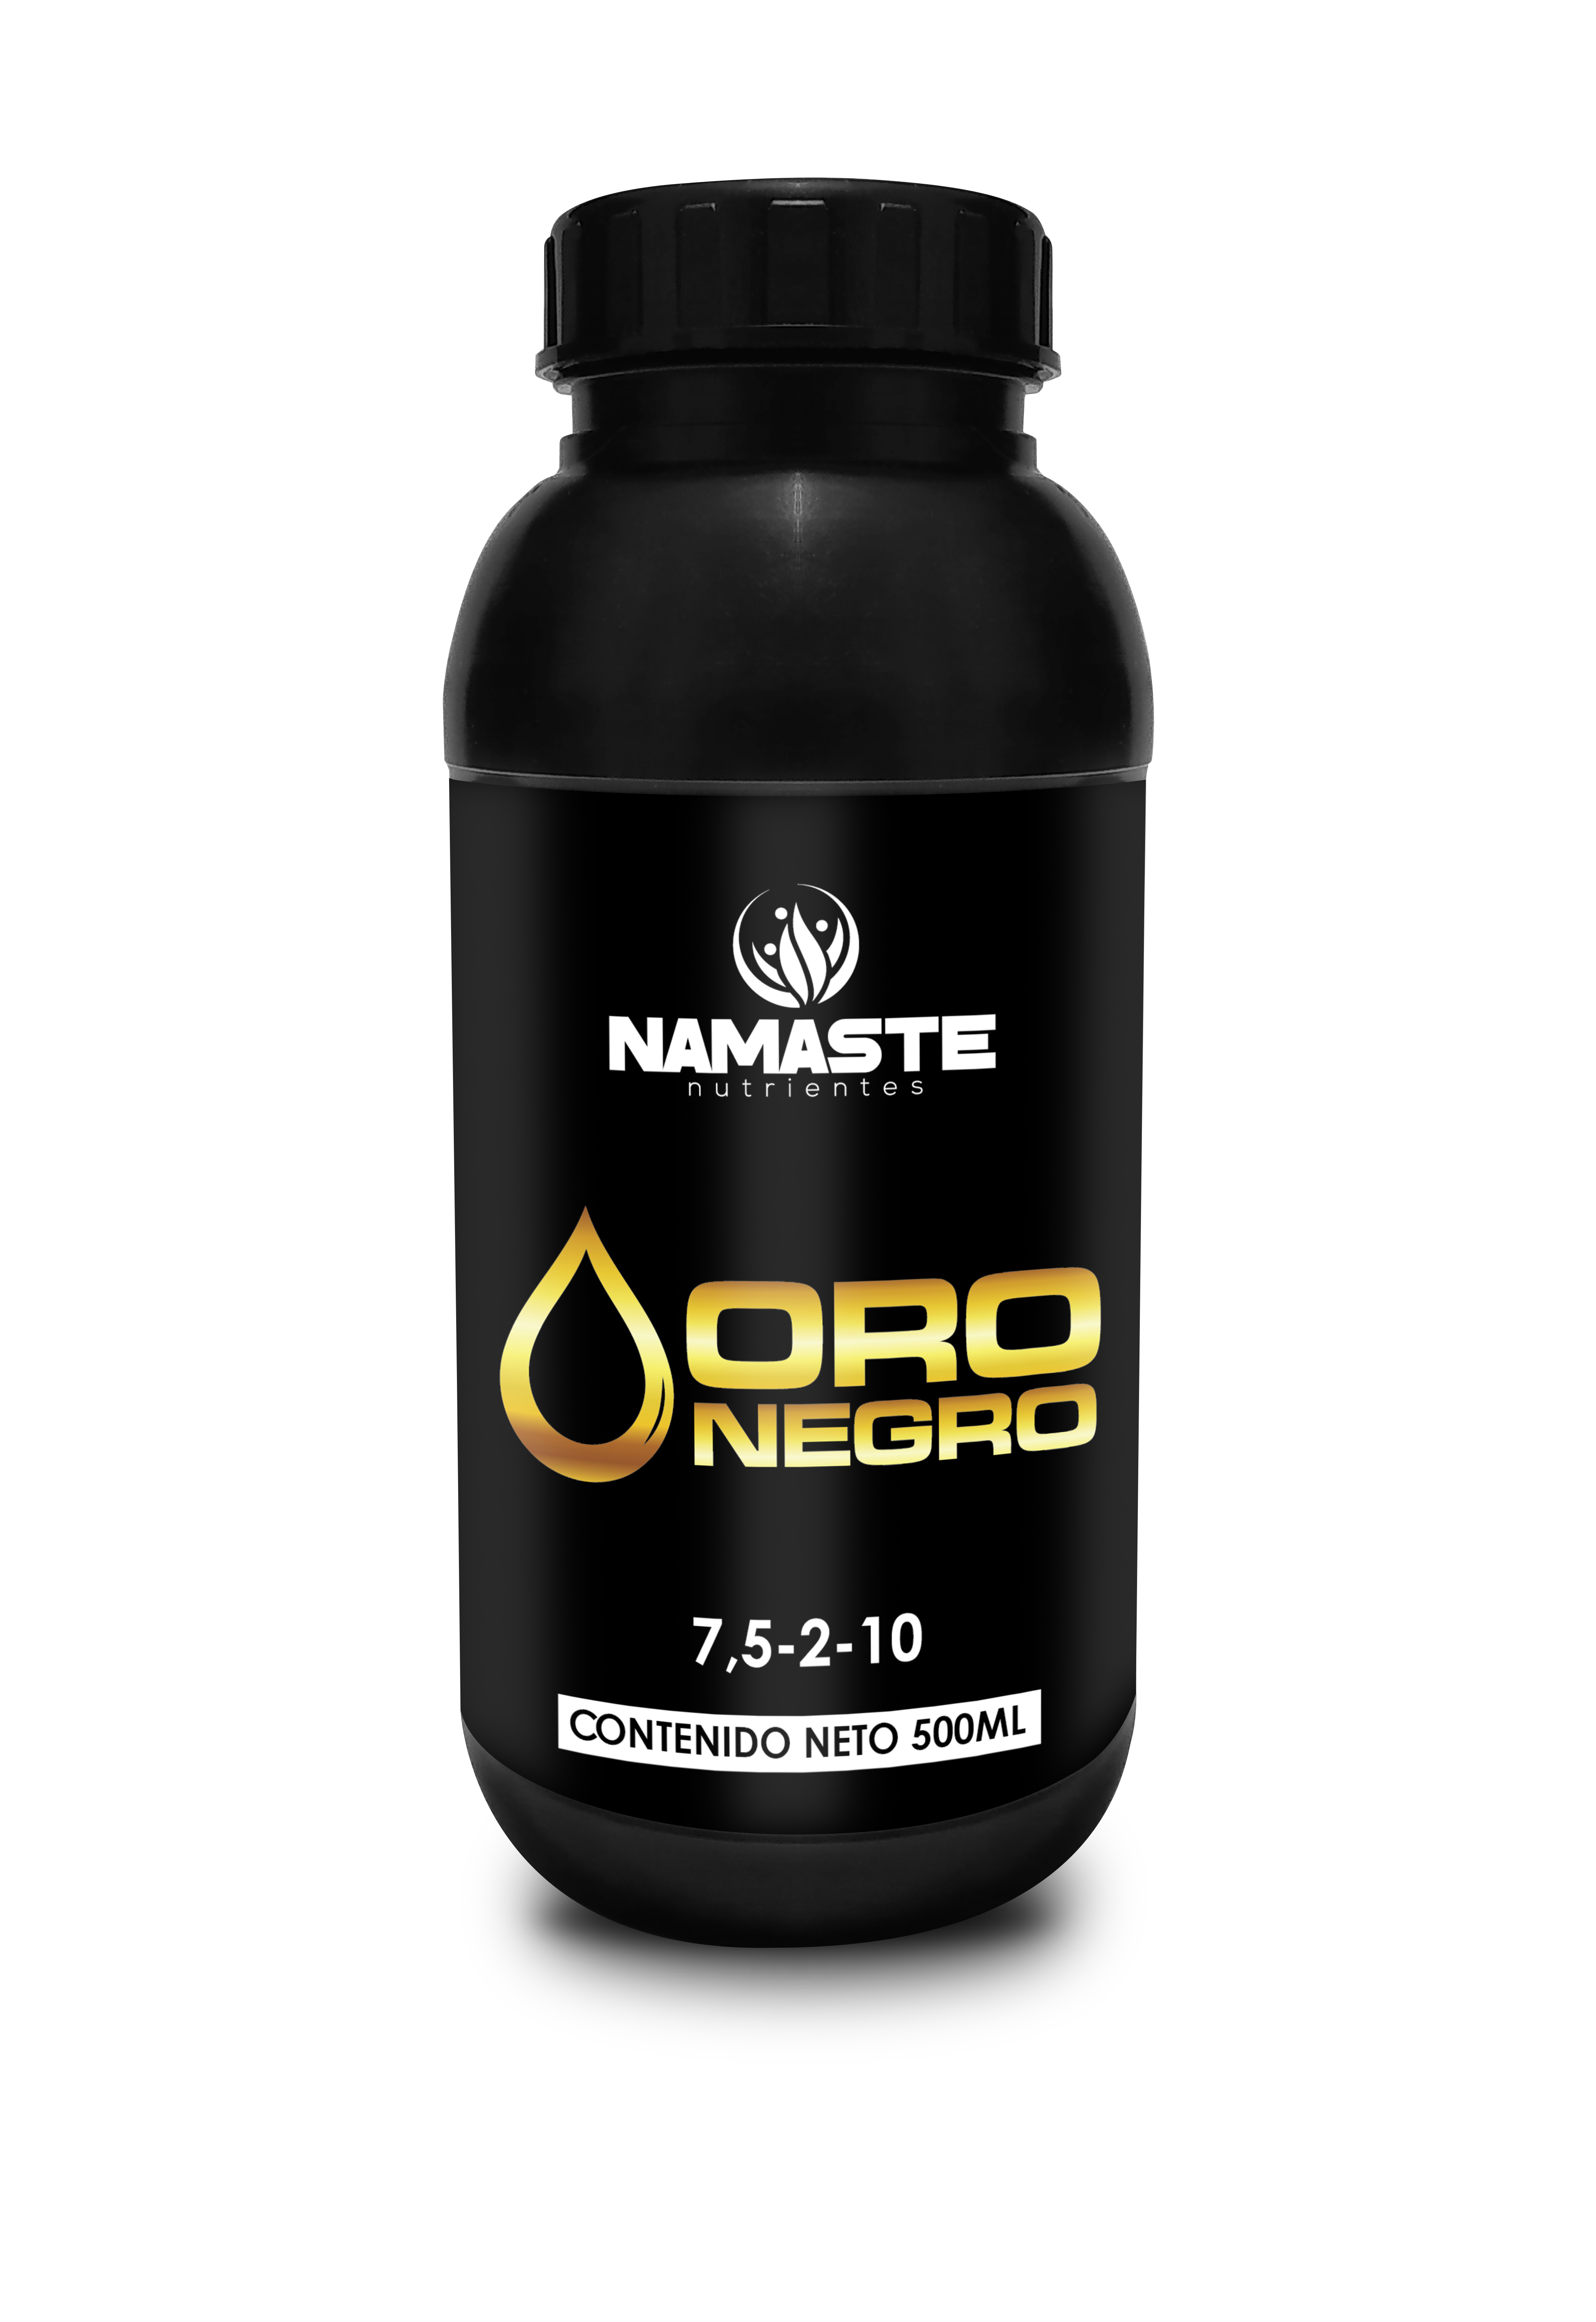 NAMASTE
nutrientes
ORO
NEGRO
7,5-2-10
CONTENIDO NETO 500ML